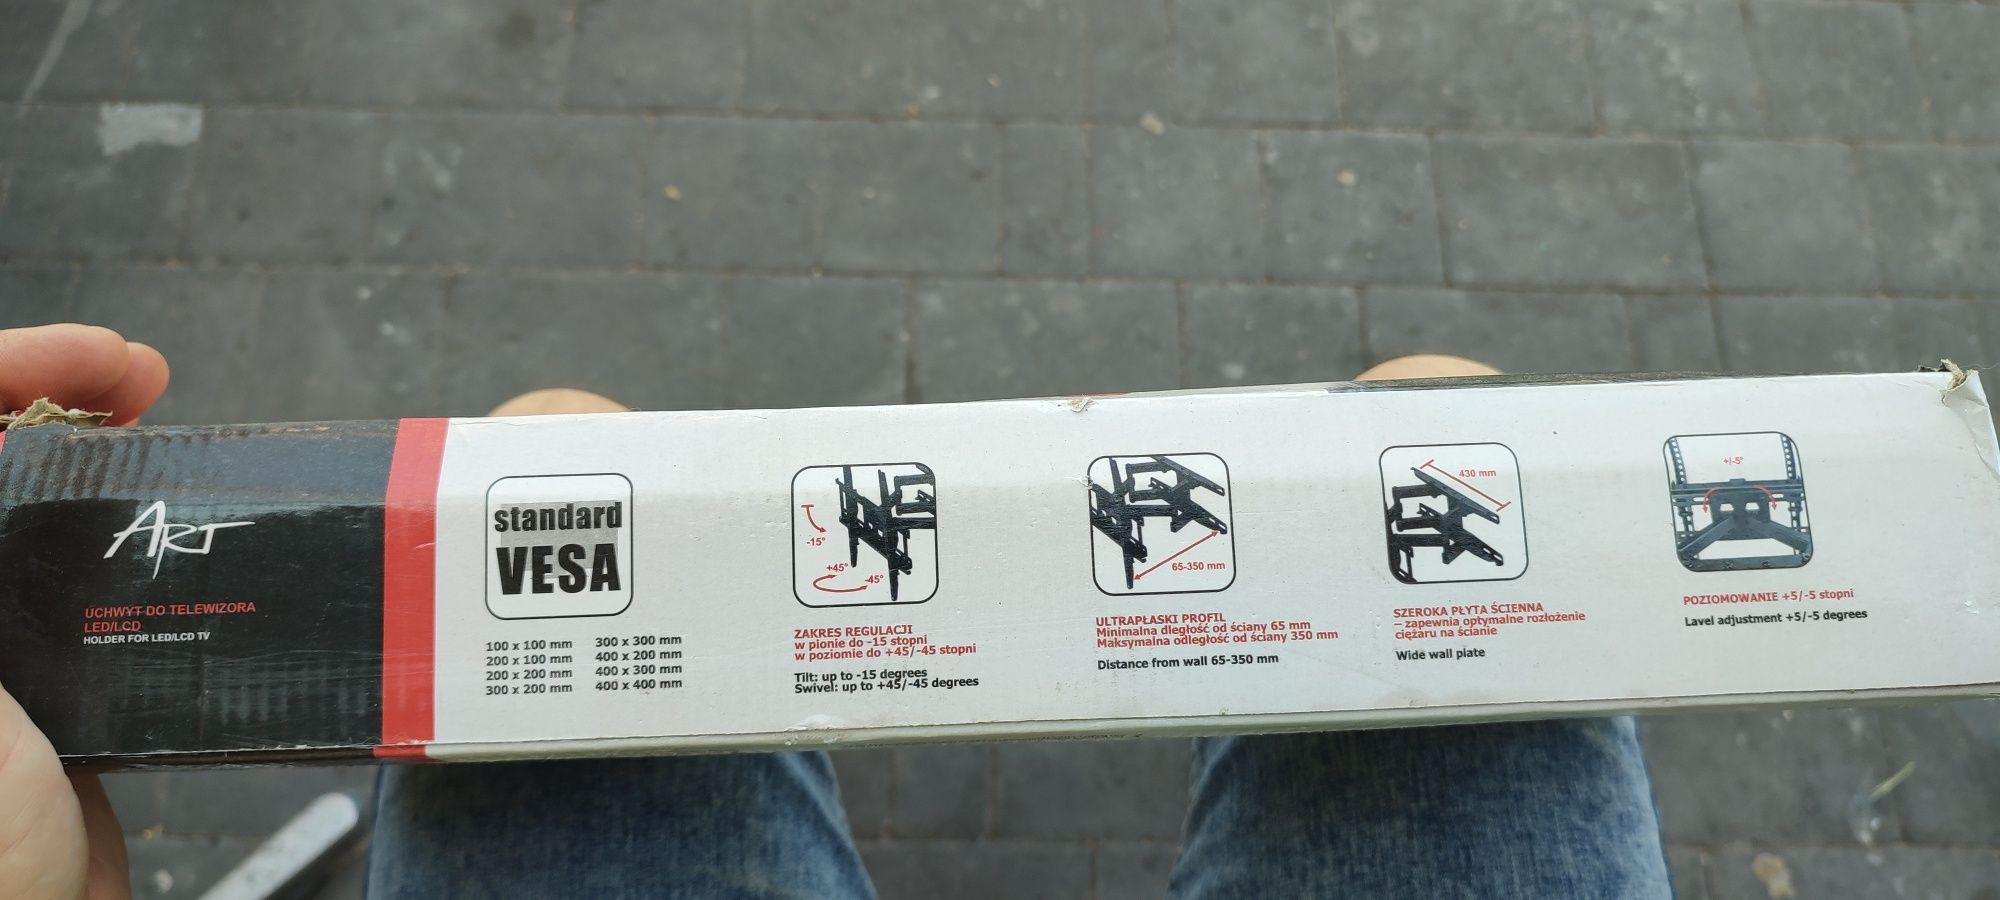 ART
UCHWYT DO TELEWIZORA
LED/LCD
HOLDER FOR LED/LCD TV
standard
VESA
100 x 100 mm
200 x 100 mm
200 x 200 mm
300 x 200 mm
300 x 300 mm
400 x 200 mm
400 x 300 mm
400 x 400 mm
-15°
+45°
-45°
ZAKRES REGULACJI
w pionie do -15 stopni
w poziomie do +45/-45 stopni
Tilt: up to -15 degrees
Swivel: up to +45/-45 degrees
65-350 mm
ULTRAPŁASKI PROFIL
Minimalna dległość od ściany 65 mm
Maksymalna odległość od ściany 350 mm
Distance from wall 65-350 mm
430 mm
SZEROKA PŁYTA ŚCIENNA
– zapewnia optymalne rozłożenie
ciężaru na ścianie
Wide wall plate
+/-5°
POZIOMOWANIE +5/-5 stopni
Lavel adjustment +5/-5 degrees